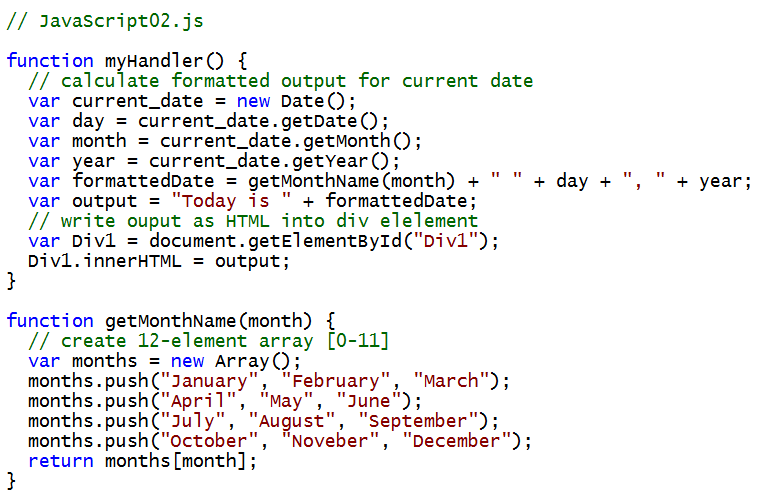 // JavaScript02.js
function myHandler() {
// calculate formatted output for current date
var current_date = new Date();
var day = current_date.getDate();
var month = current_date.getMonth();
var year = current_date.getYear();
var formattedDate = getMonthName(month) + " " + day + ", " + year;
var output = "Today is " + formattedDate;
// write ouput as HTML into div elelement
var Div1 = document.getElementById("Div1");
Div1.innerHTML = output;
}
function getMonthName(month) {
// create 12-element array [0-11]
var months = new Array();
months.push("January", "February", "March");
months.push("April", "May", "June");
months.push("July", "August", "September");
months.push("October", "Noveber", "December");
return months[month];
}